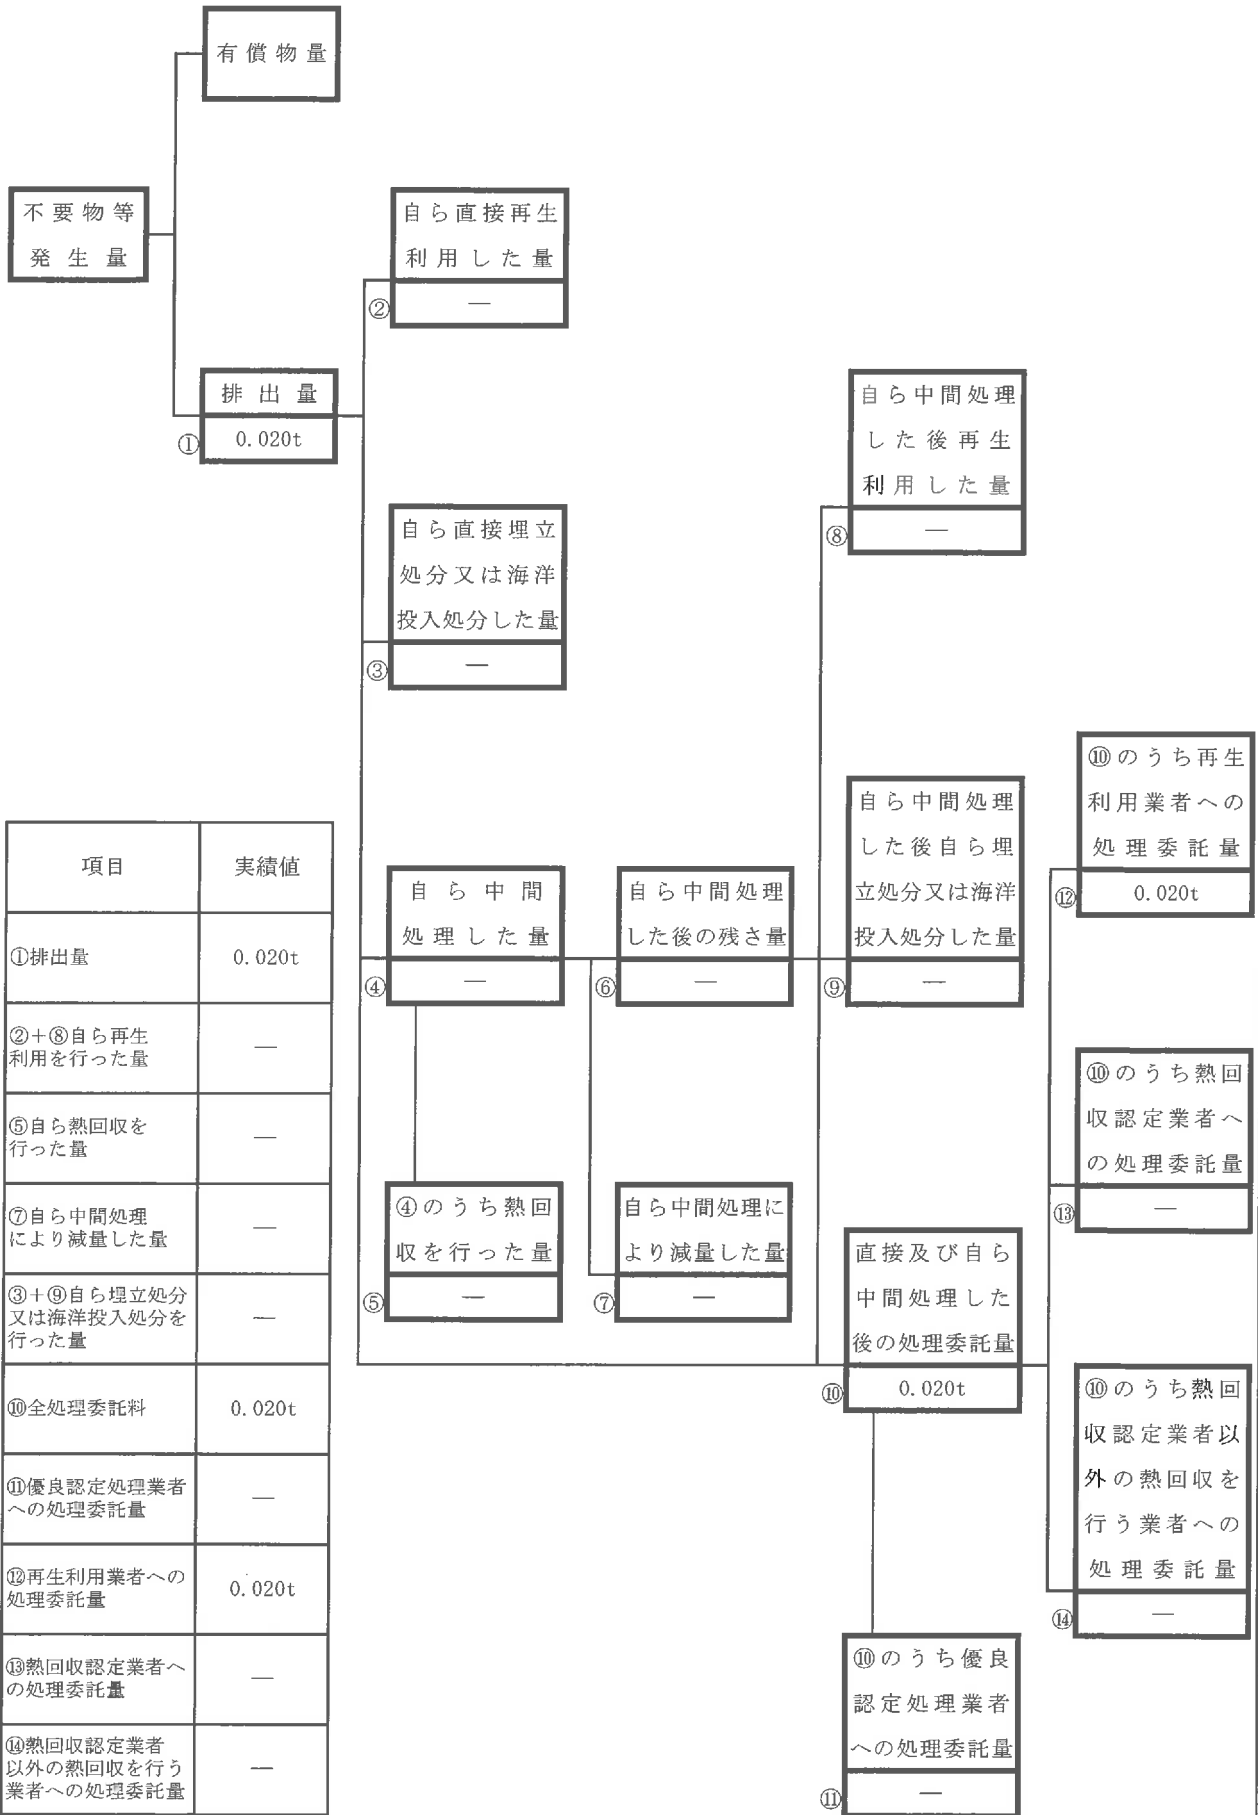 有償物量
不要物等
発生量
自ら直接再生
利用した量
②
—
排出量
①
0.020t
自ら中間処理
した後再生
利用した量
⑧
—
自ら直接埋立
処分又は海洋
投入処分した量
③
—
⑩のうち再生
利用業者への
処理委託量
⑫
0.020t
自ら中間処理
した後自ら埋
立処分又は海洋
投入処分した量
⑨
—
自ら中間
処理した量
④
—
自ら中間処理
した後の残さ量
⑥
—
⑩のうち熱回
収認定業者へ
の処理委託量
⑬
—
④のうち熱回
収を行った量
⑤
—
自ら中間処理に
より減量した量
⑦
—
直接及び自ら
中間処理した
後の処理委託量
⑩
0.020t
⑩のうち熱回
収認定業者以
外の熱回収を
行う業者への
処理委託量
⑭
—
⑩のうち優良
認定処理業者
への処理委託量
⑪
—
項目 実績値
①排出量 0.020t
②+⑧自ら再生
利用を行った量 —
⑤自ら熱回収を
行った量 —
⑦自ら中間処理
により減量した量 —
③+⑨自ら埋立処分
又は海洋投入処分を
行った量 —
⑩全処理委託料 0.020t
⑪優良認定処理業者
への処理委託量 —
⑫再生利用業者への
処理委託量 0.020t
⑬熱回収認定業者へ
の処理委託量 —
⑭熱回収認定業者
以外の熱回収を行う
業者への処理委託量 —